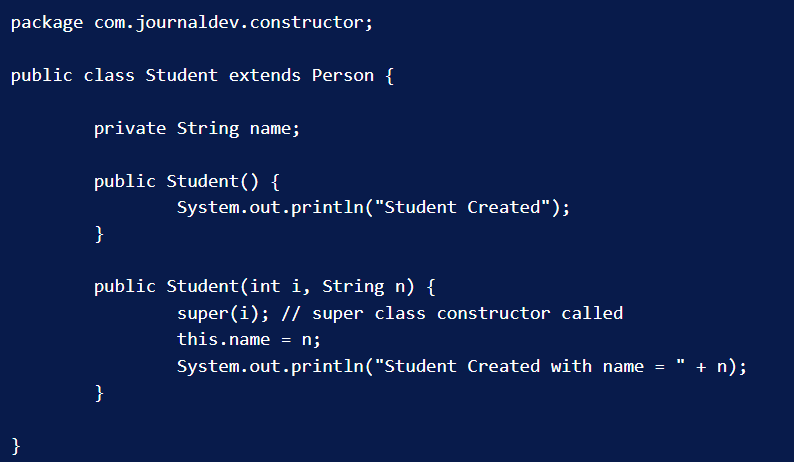 package com.journaldev.constructor;
public class Student extends Person {
private String name;
public Student() {
System.out.println("Student Created");
}
public Student(int i, String n) {
super(i); // super class constructor called
this.name = n;
System.out.println("Student Created with name = " + n);
}
}